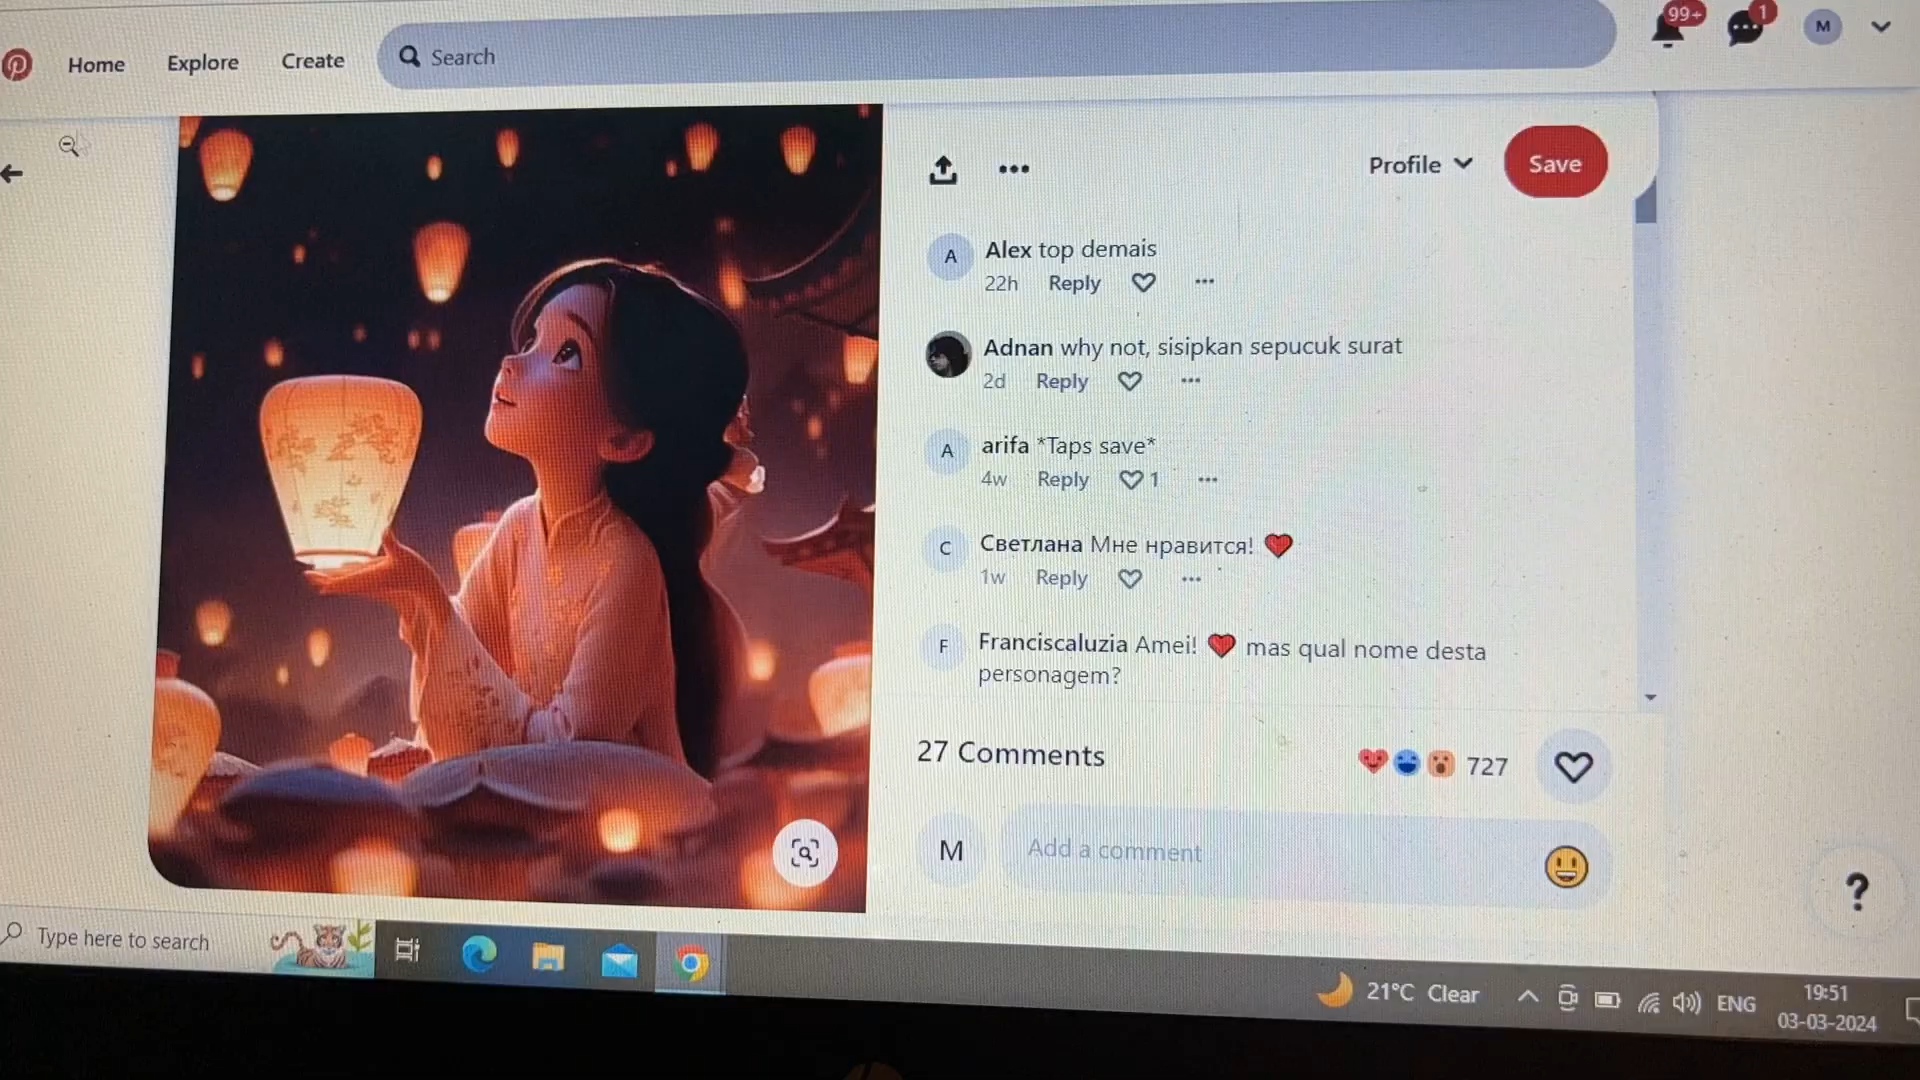 Home Explore Create Search 99+ 1 M
Profile Save
A Alex top demais
22h Reply
Adnan why not, sisipkan sepucuk surat
2d Reply
A arifa *Taps save*
4w Reply 1
С Светлана Мне нравится! ❤️
1w Reply
F Franciscaluzia Amei! ❤️ mas qual nome desta
personagem?
27 Comments 727
M Add a comment
?
Type here to search
21°C Clear ENG 19:51
03-03-2024